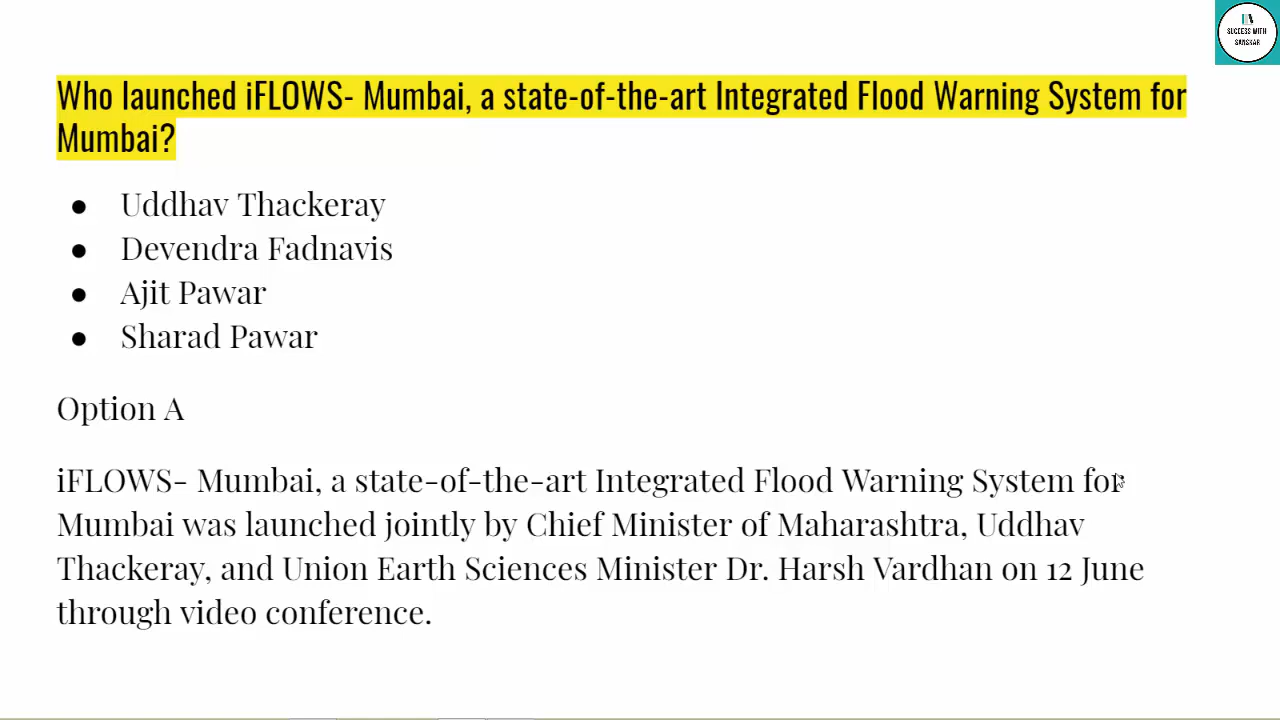 SUCCESS WITH
SANSKAR
Who launched iFLOWS- Mumbai, a state-of-the-art Integrated Flood Warning System for
Mumbai?
● Uddhav Thackeray
● Devendra Fadnavis
● Ajit Pawar
● Sharad Pawar
Option A
iFLOWS- Mumbai, a state-of-the-art Integrated Flood Warning System for
Mumbai was launched jointly by Chief Minister of Maharashtra, Uddhav
Thackeray, and Union Earth Sciences Minister Dr. Harsh Vardhan on 12 June
through video conference.